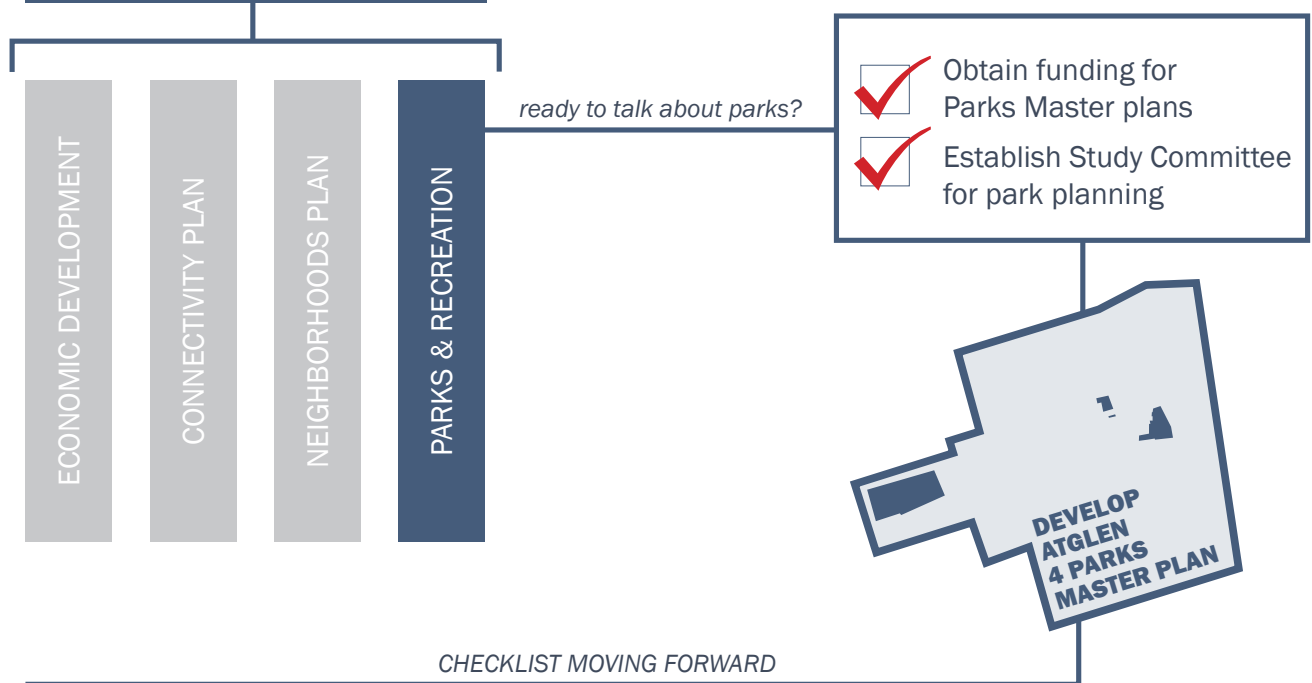 ECONOMIC DEVELOPMENT
CONNECTIVITY PLAN
NEIGHBORHOODS PLAN
PARKS & RECREATION
ready to talk about parks?
Obtain funding for
Parks Master plans
Establish Study Committee
for park planning
DEVELOP
ATGLEN
4 PARKS
MASTER PLAN
CHECKLIST MOVING FORWARD